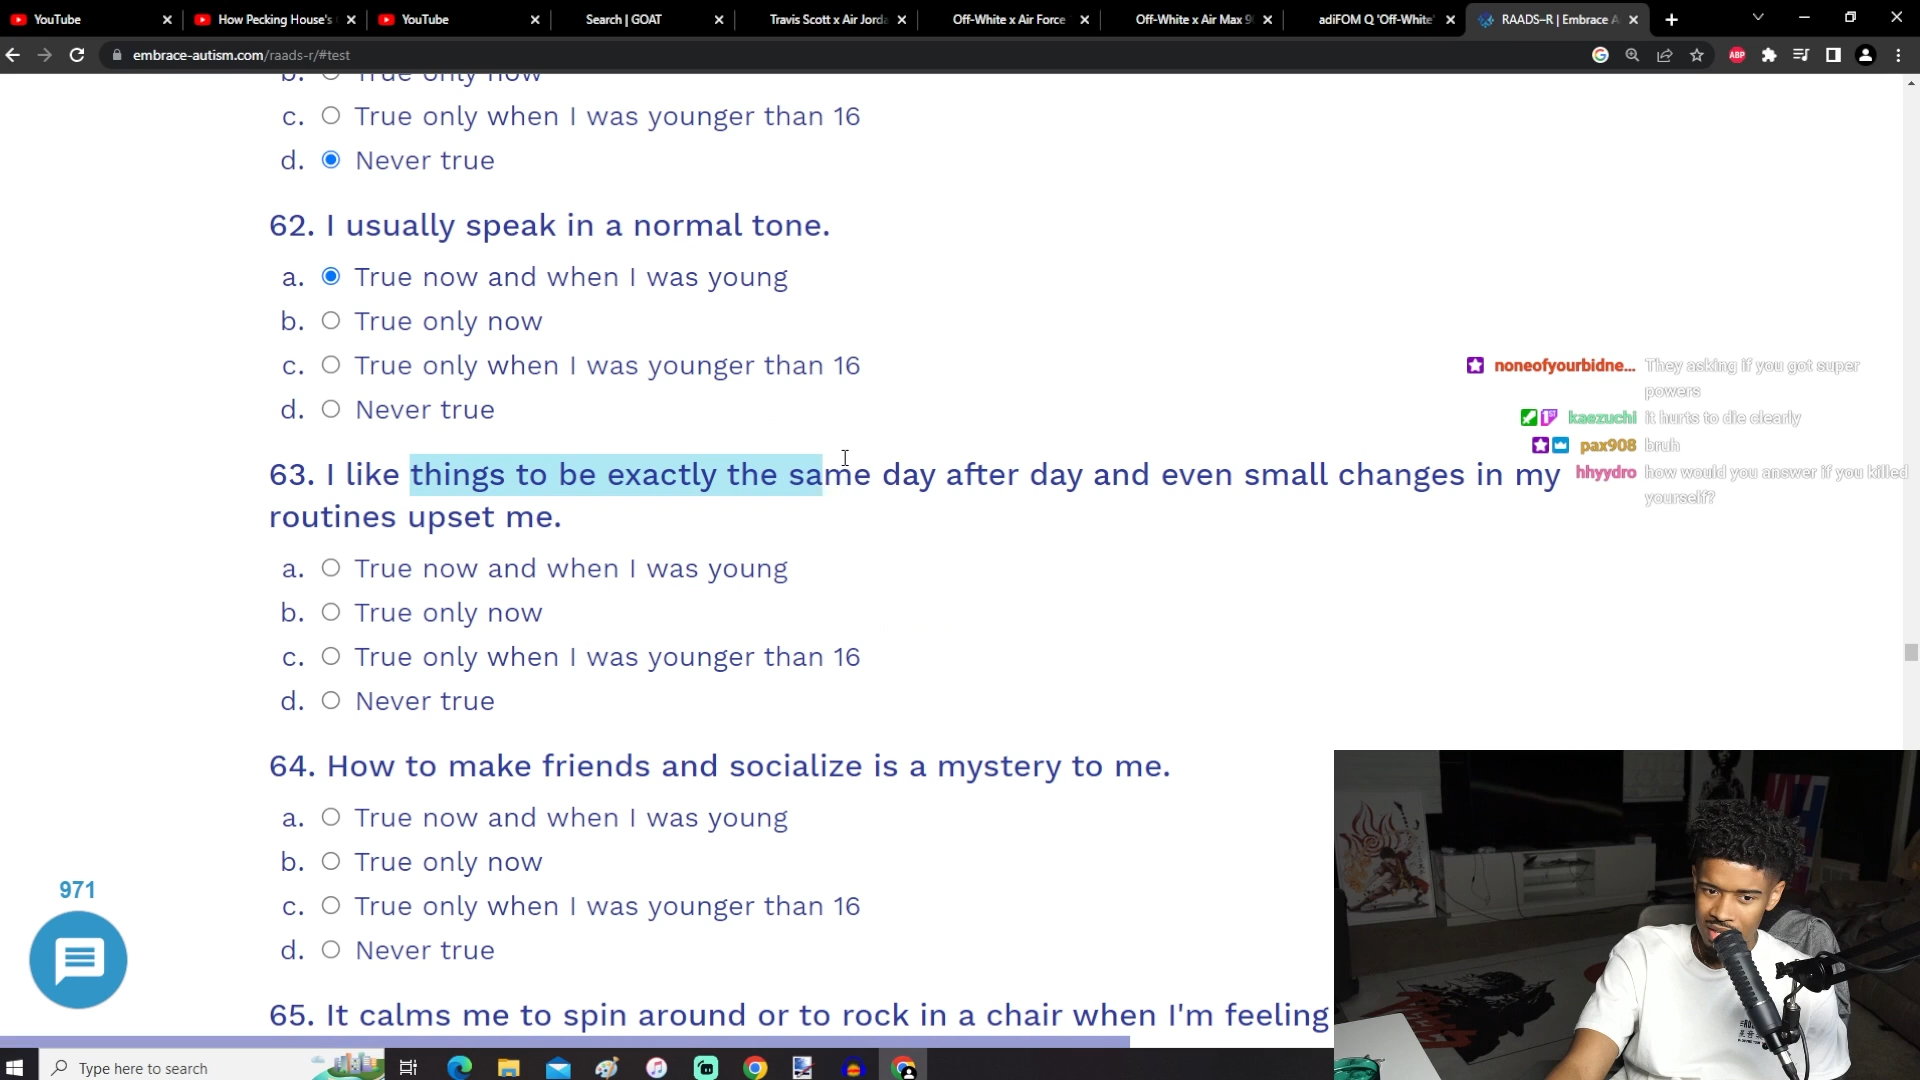 YouTube
How Pecking House's
YouTube
Search | GOAT
Travis Scott x Air Jorda
Off-White x Air Force
Off-White x Air Max 9
adiFOM Q 'Off-White'
RAADS–R | Embrace A
embrace-autism.com/raads-r/#test
ABP
b. True only now
c. True only when I was younger than 16
d. Never true
62. I usually speak in a normal tone.
a. True now and when I was young
b. True only now
c. True only when I was younger than 16
d. Never true
63. I like things to be exactly the same day after day and even small changes in my
routines upset me.
a. True now and when I was young
b. True only now
c. True only when I was younger than 16
d. Never true
64. How to make friends and socialize is a mystery to me.
a. True now and when I was young
b. True only now
c. True only when I was younger than 16
d. Never true
65. It calms me to spin around or to rock in a chair when I'm feeling
noneofyourbidne... They asking if you got super
powers
kaezuchi it hurts to die clearly
pax908 bruh
hhyydro how would you answer if you killed
yourself?
971
Type here to search